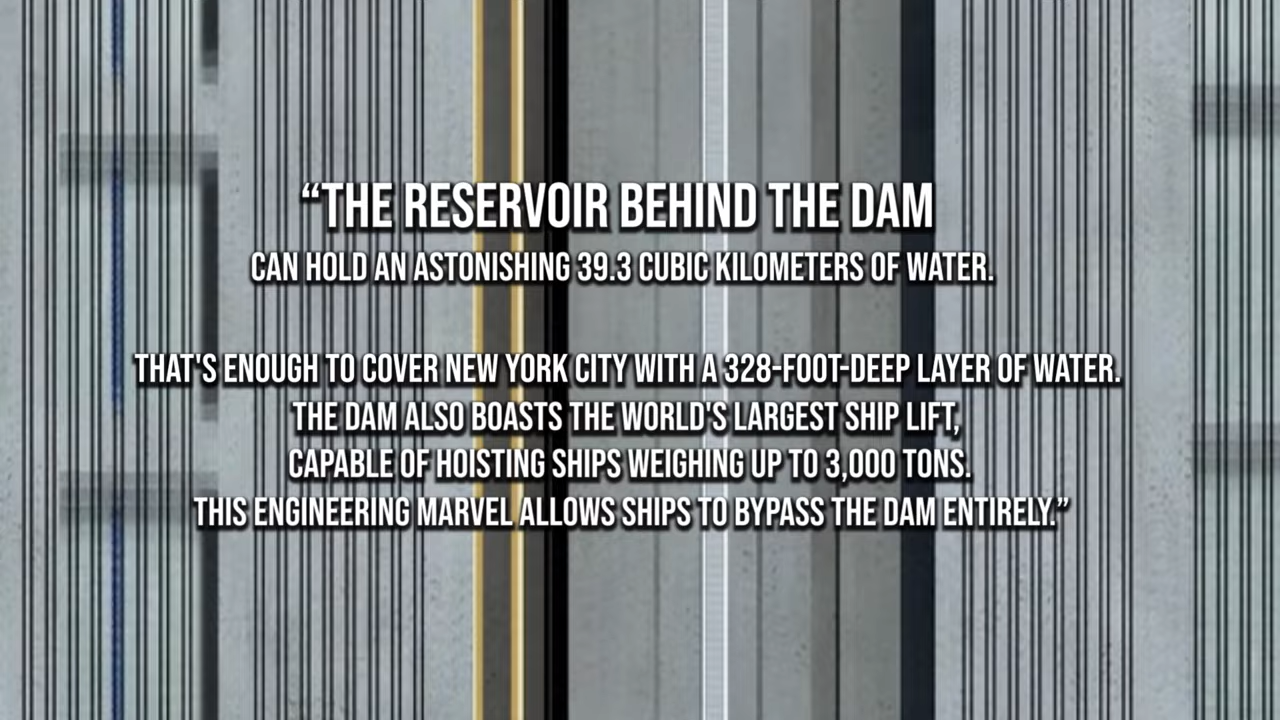 “THE RESERVOIR BEHIND THE DAM
CAN HOLD AN ASTONISHING 39.3 CUBIC KILOMETERS OF WATER.
THAT'S ENOUGH TO COVER NEW YORK CITY WITH A 328-FOOT-DEEP LAYER OF WATER.
THE DAM ALSO BOASTS THE WORLD'S LARGEST SHIP LIFT,
CAPABLE OF HOISTING SHIPS WEIGHING UP TO 3,000 TONS.
THIS ENGINEERING MARVEL ALLOWS SHIPS TO BYPASS THE DAM ENTIRELY.”